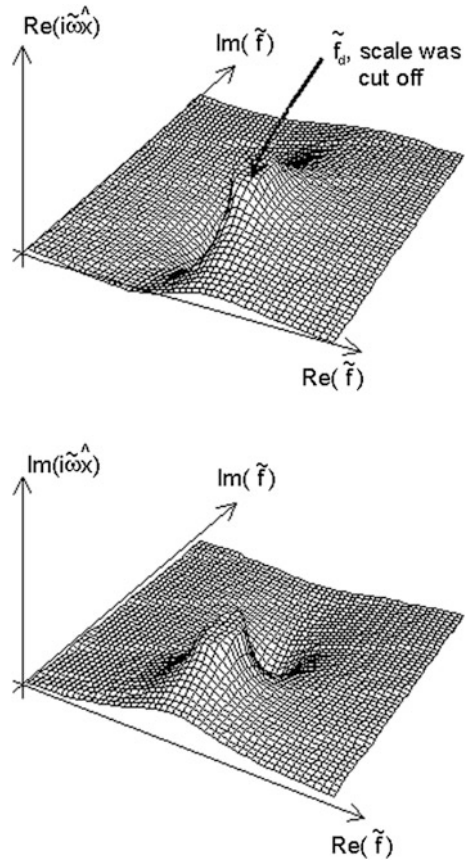 Re(iω̃x̂)
Im( f̃ )
f̃d, scale was
cut off
Re( f̃ )
Im(iω̃x̂)
Im( f̃ )
Re( f̃ )